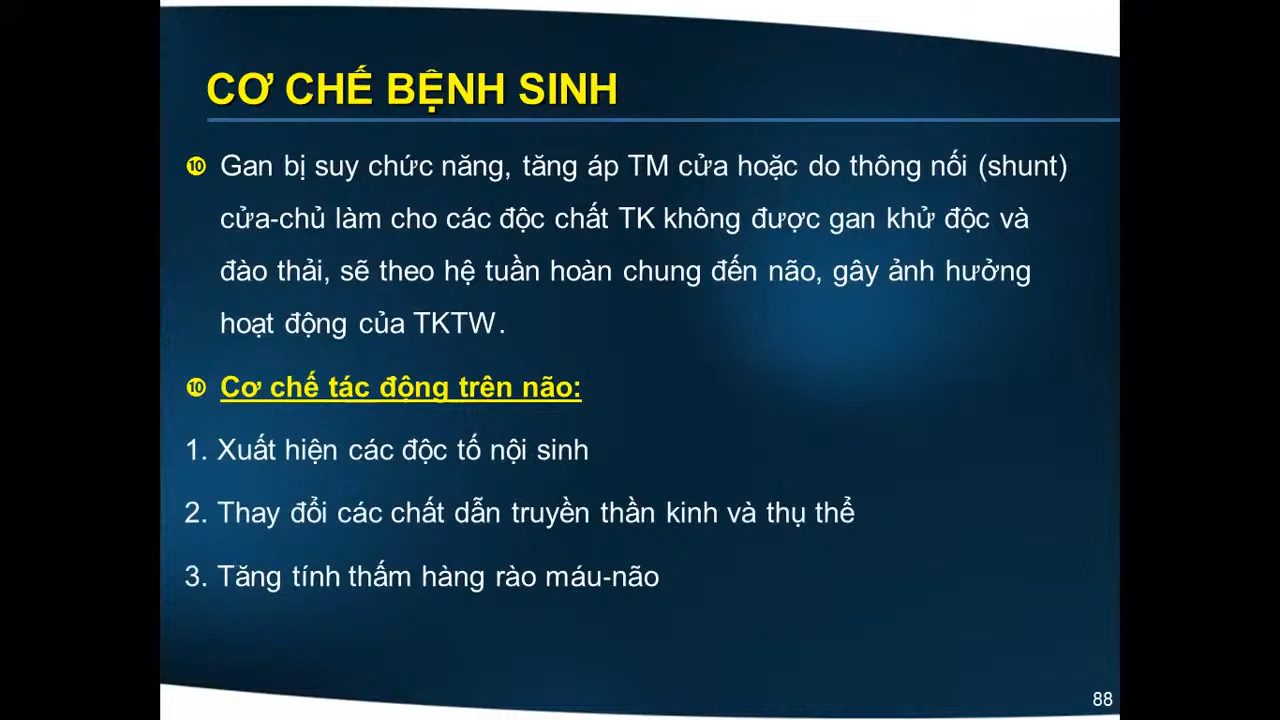 CƠ CHẾ BỆNH SINH
❿ Gan bị suy chức năng, tăng áp TM cửa hoặc do thông nối (shunt)
cửa-chủ làm cho các độc chất TK không được gan khử độc và
đào thải, sẽ theo hệ tuần hoàn chung đến não, gây ảnh hưởng
hoạt động của TKTW.
❿ Cơ chế tác động trên não:
1. Xuất hiện các độc tố nội sinh
2. Thay đổi các chất dẫn truyền thần kinh và thụ thể
3. Tăng tính thấm hàng rào máu-não
88